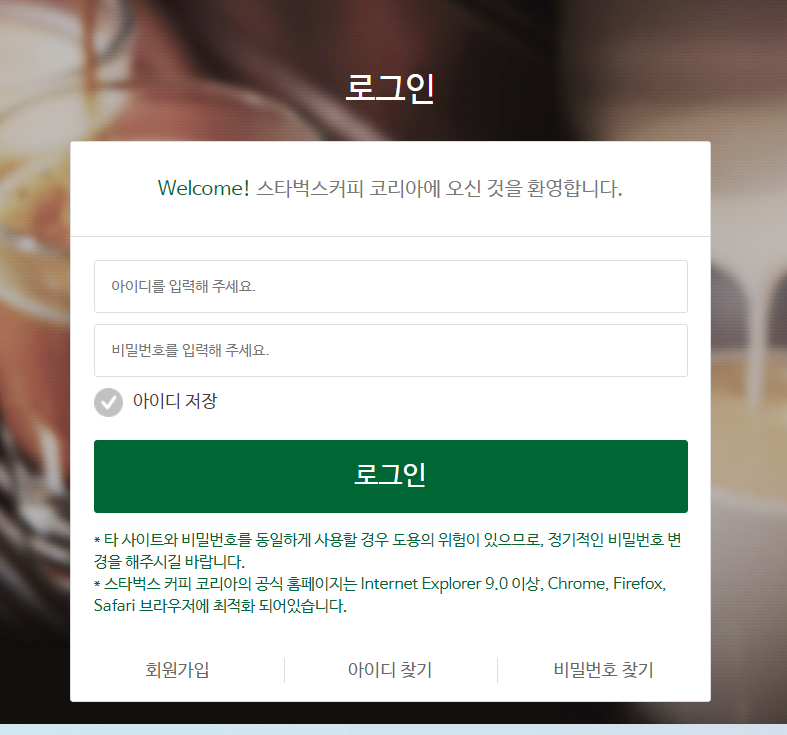 로그인
Welcome! 스타벅스커피 코리아에 오신 것을 환영합니다.
아이디를 입력해 주세요.
비밀번호를 입력해 주세요.
아이디 저장
로그인
* 타 사이트와 비밀번호를 동일하게 사용할 경우 도용의 위험이 있으므로, 정기적인 비밀번호 변
경을 해주시길 바랍니다.
* 스타벅스 커피 코리아의 공식 홈페이지는 Internet Explorer 9.0 이상, Chrome, Firefox,
Safari 브라우저에 최적화 되어있습니다.
회원가입 아이디 찾기 비밀번호 찾기